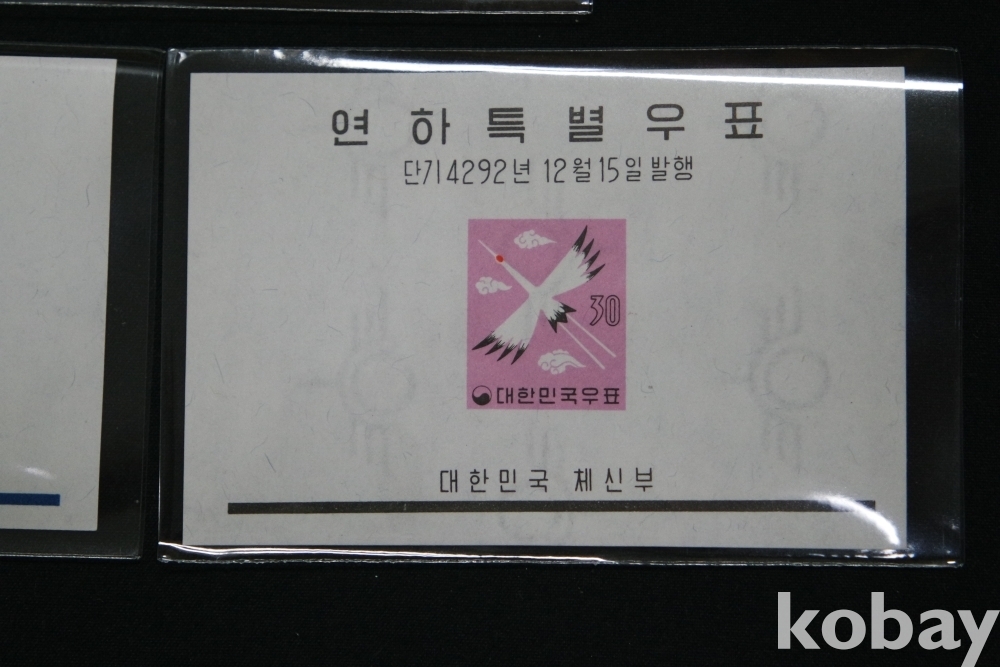 연하특별우표
단기4292년 12월15일발행
30
대한민국우표
대한민국 체신부
kobay